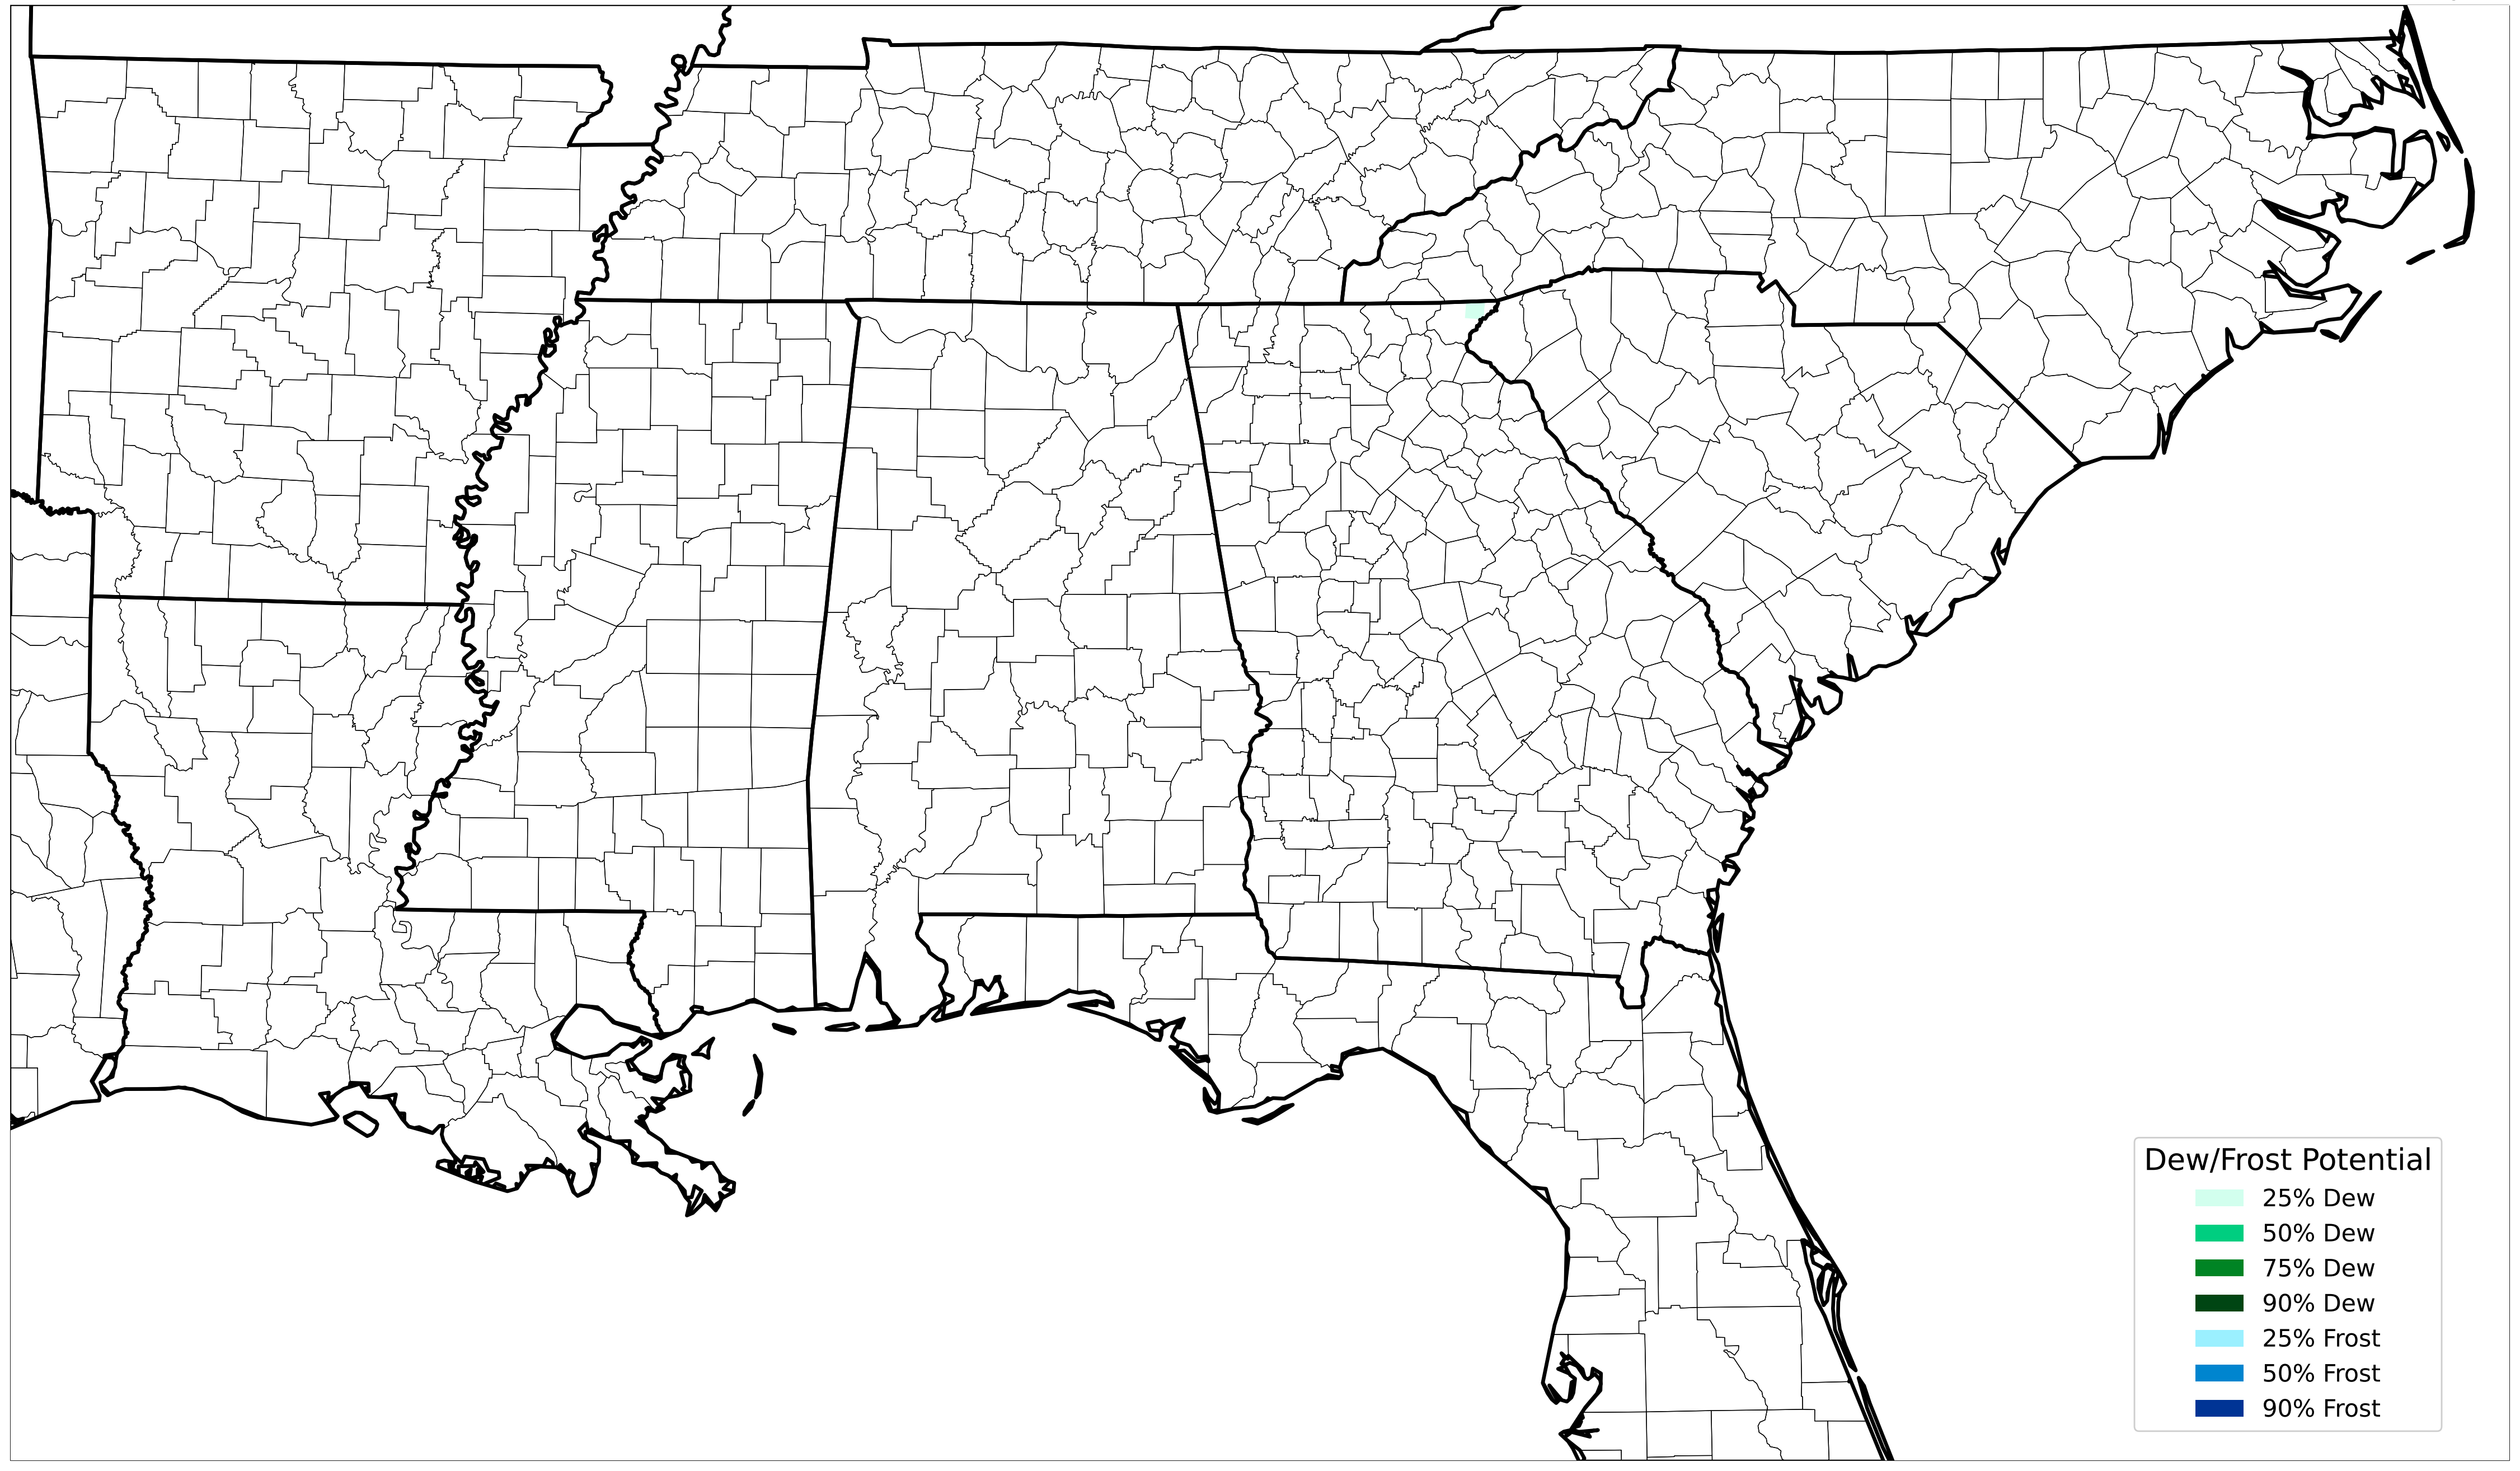 Dew/Frost Potential
25% Dew
50% Dew
75% Dew
90% Dew
25% Frost
50% Frost
90% Frost